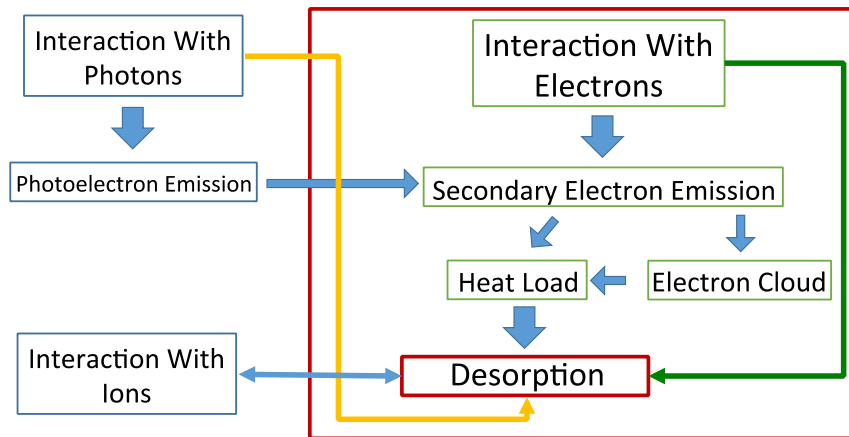 Interaction With
Photons
Interaction With
Electrons
Photoelectron Emission
Secondary Electron Emission
Heat Load
Electron Cloud
Interaction With
Ions
Desorption